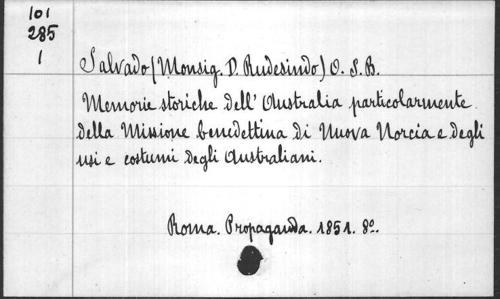 101
285
1
Salvado (Monsig. D. Rudesindo) O. S. B.
Memorie storiche dell' Australia particolarmente
della Missione benedettina di Nuova Norcia e degli
usi e costumi degli Australiani.
Roma. Propaganda. 1851. 8º.